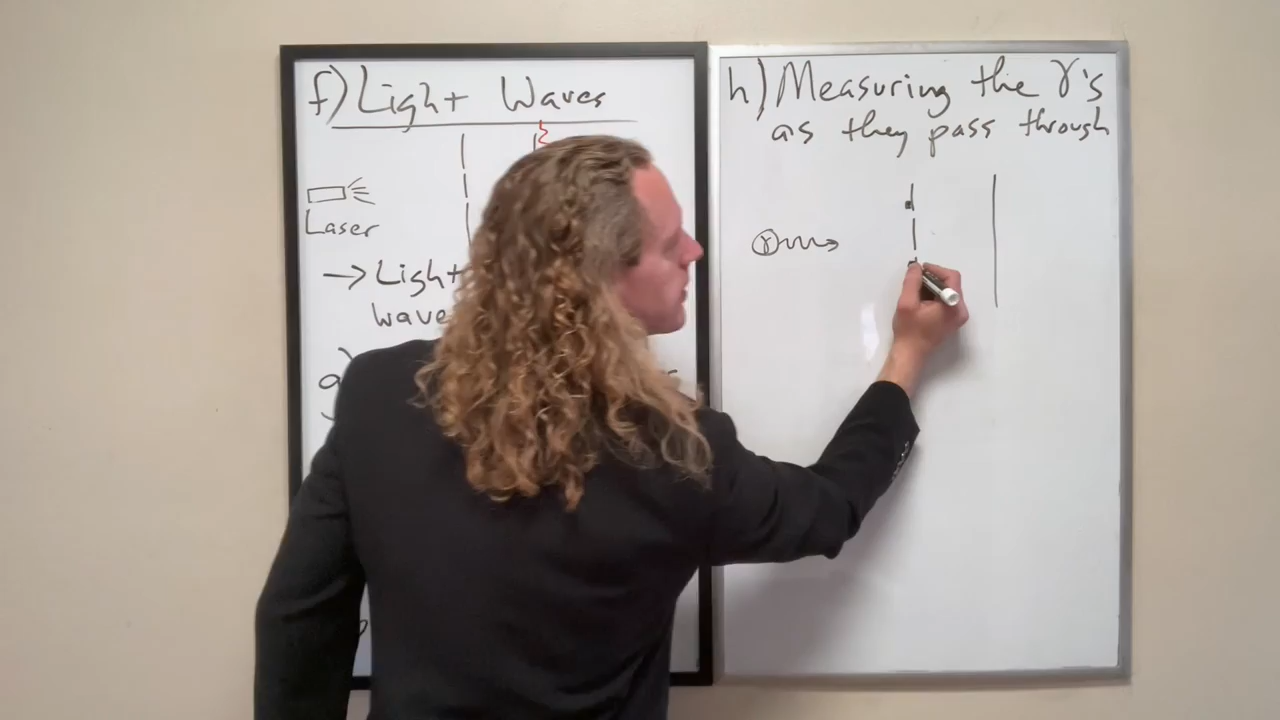 f) Light Waves
Laser
→ Light
wave
g)
h) Measuring the γ's
as they pass through
γ